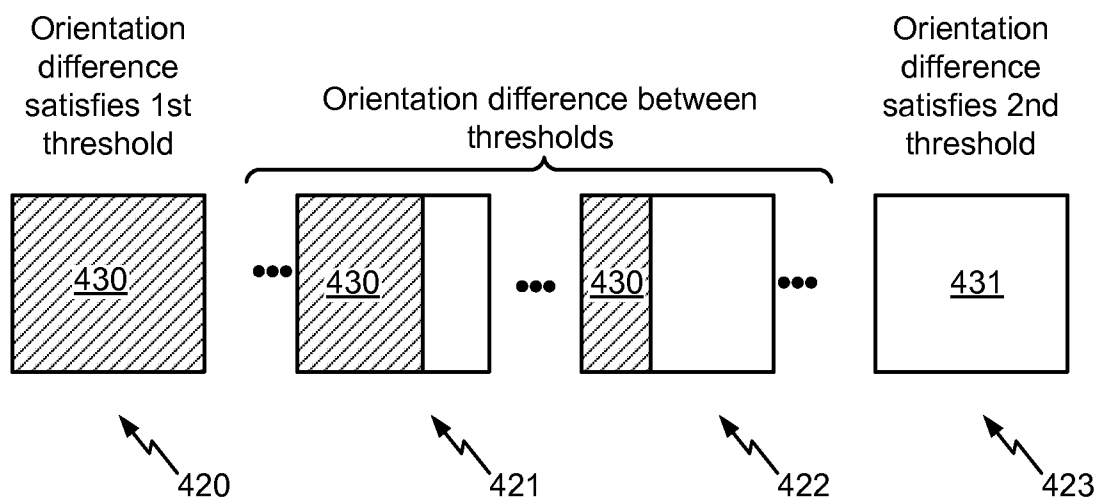 Orientation
difference
satisfies 1st
threshold
Orientation difference between
thresholds
Orientation
difference
satisfies 2nd
threshold
430
430
430
431
420
421
422
423